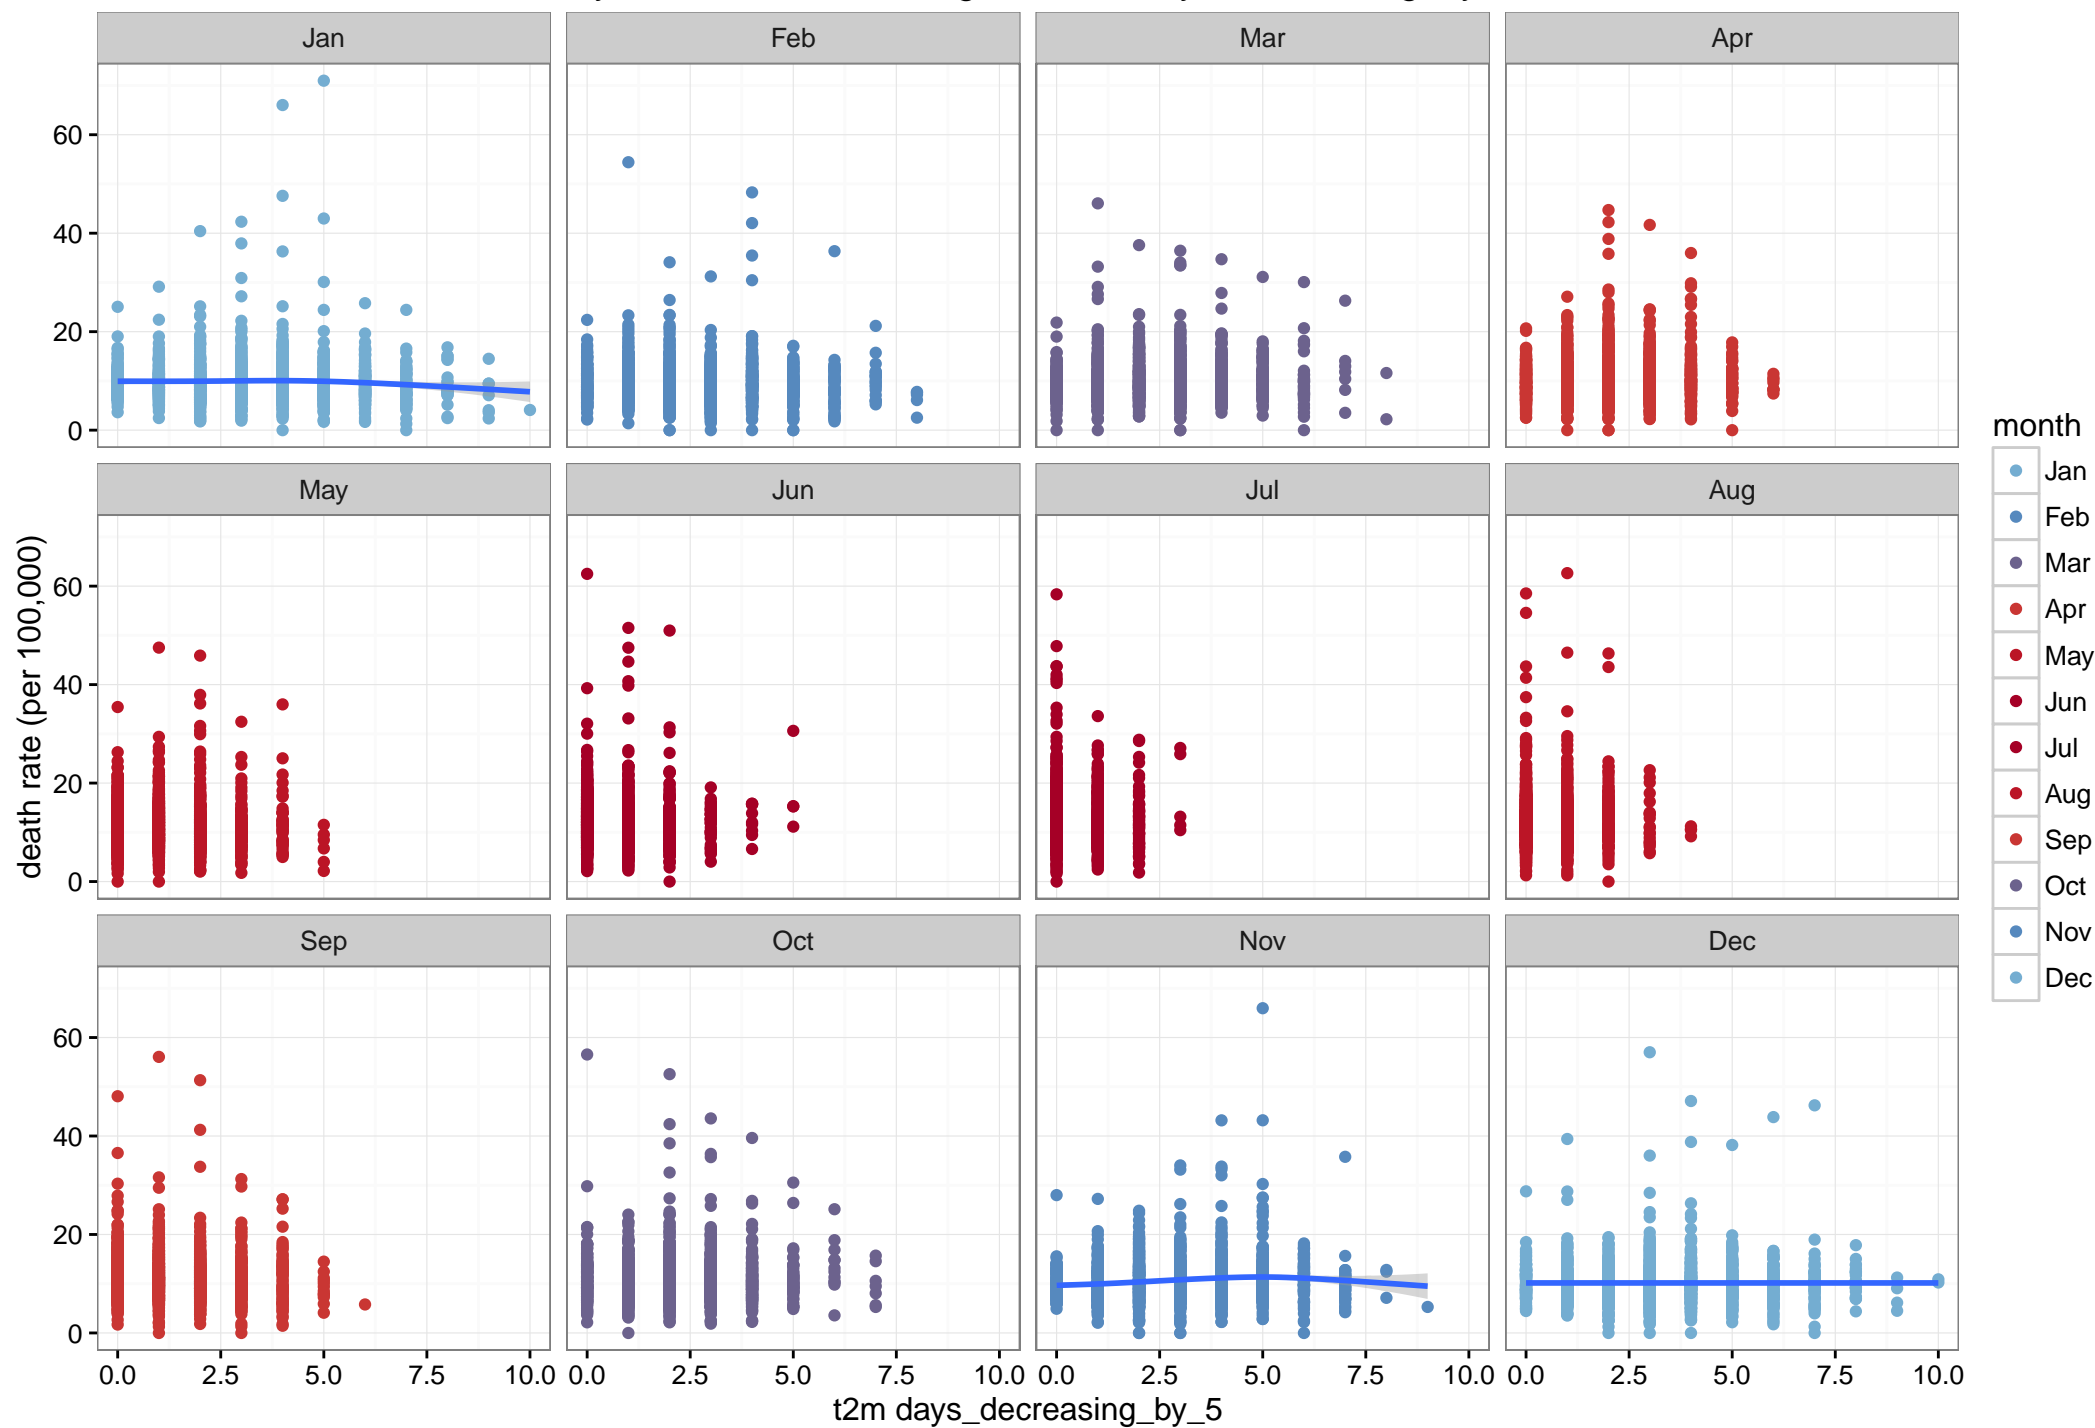 Jan Feb Mar Apr
60
40
20
0
May Jun Jul Aug
60
40
20
0
Sep Oct Nov Dec
60
40
20
0
0.0 2.5 5.0 7.5 10.0 0.0 2.5 5.0 7.5 10.0 0.0 2.5 5.0 7.5 10.0 0.0 2.5 5.0 7.5 10.0
t2m days_decreasing_by_5
death rate (per 100,000)
month
Jan
Feb
Mar
Apr
May
Jun
Jul
Aug
Sep
Oct
Nov
Dec